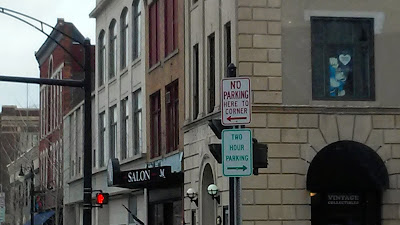 NO
PARKING
HERE TO
CORNER
TWO
HOUR
PARKING
SALON
VINTAGE